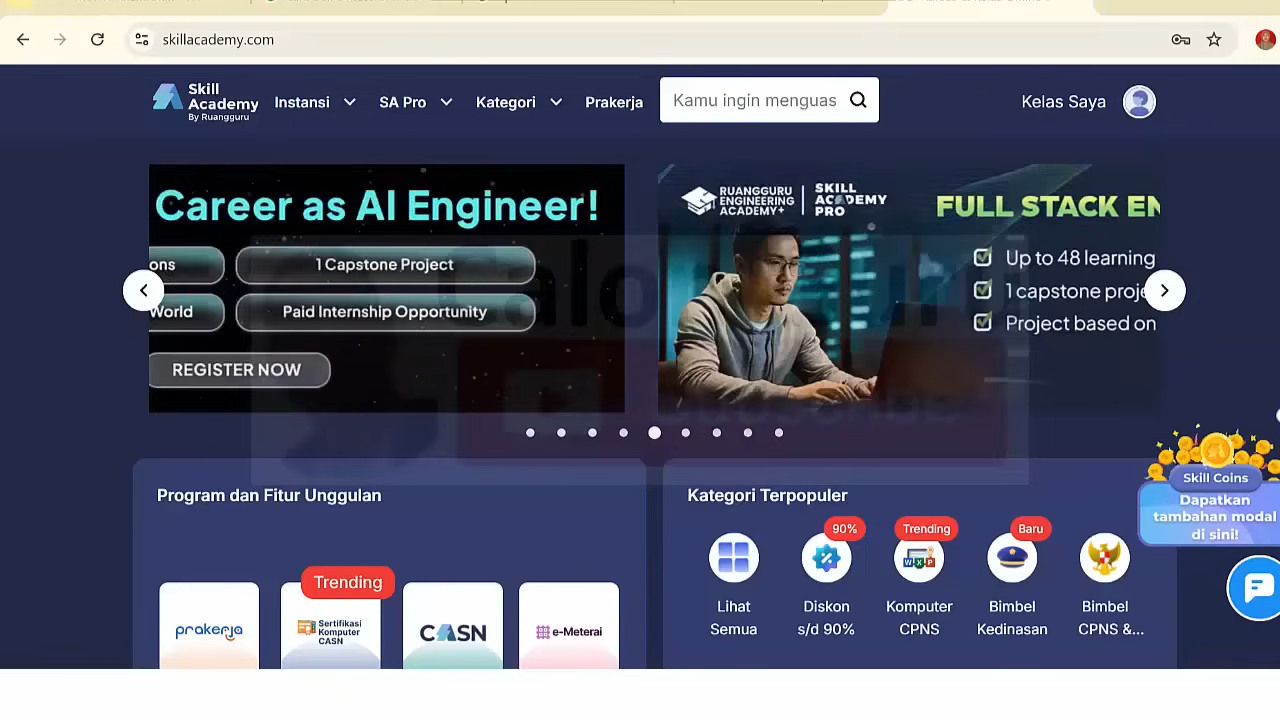 skillacademy.com
Skill
Academy
By Ruangguru
Instansi
SA Pro
Kategori
Prakerja
Kamu ingin menguas
Kelas Saya
Career as AI Engineer!
ons
1 Capstone Project
World
Paid Internship Opportunity
REGISTER NOW
RUANGGURU
ENGINEERING
ACADEMY+
SKILL
ACADEMY
PRO
FULL STACK EN
Up to 48 learning
1 capstone proje
Project based on
Program dan Fitur Unggulan
Kategori Terpopuler
Skill Coins
Dapatkan
tambahan modal
di sini!
90%
Trending
Baru
Lihat
Semua
Diskon
s/d 90%
Komputer
CPNS
Bimbel
Kedinasan
Bimbel
CPNS &...
Trending
prakerja
Sertifikasi
Komputer
CASN
CASN
e-Meterai